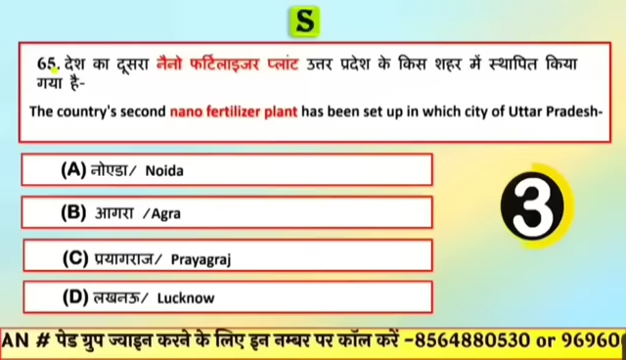 S
65. देश का दूसरा नैनो फर्टिलाइजर प्लांट उत्तर प्रदेश के किस शहर में स्थापित किया
गया है-
The country's second nano fertilizer plant has been set up in which city of Uttar Pradesh-
(A) नोएडा/ Noida
(B) आगरा /Agra
3
(C) प्रयागराज/ Prayagraj
(D) लखनऊ/ Lucknow
AN # पेड ग्रुप ज्वाइन करने के लिए इन नम्बर पर कॉल करें -8564880530 or 96960